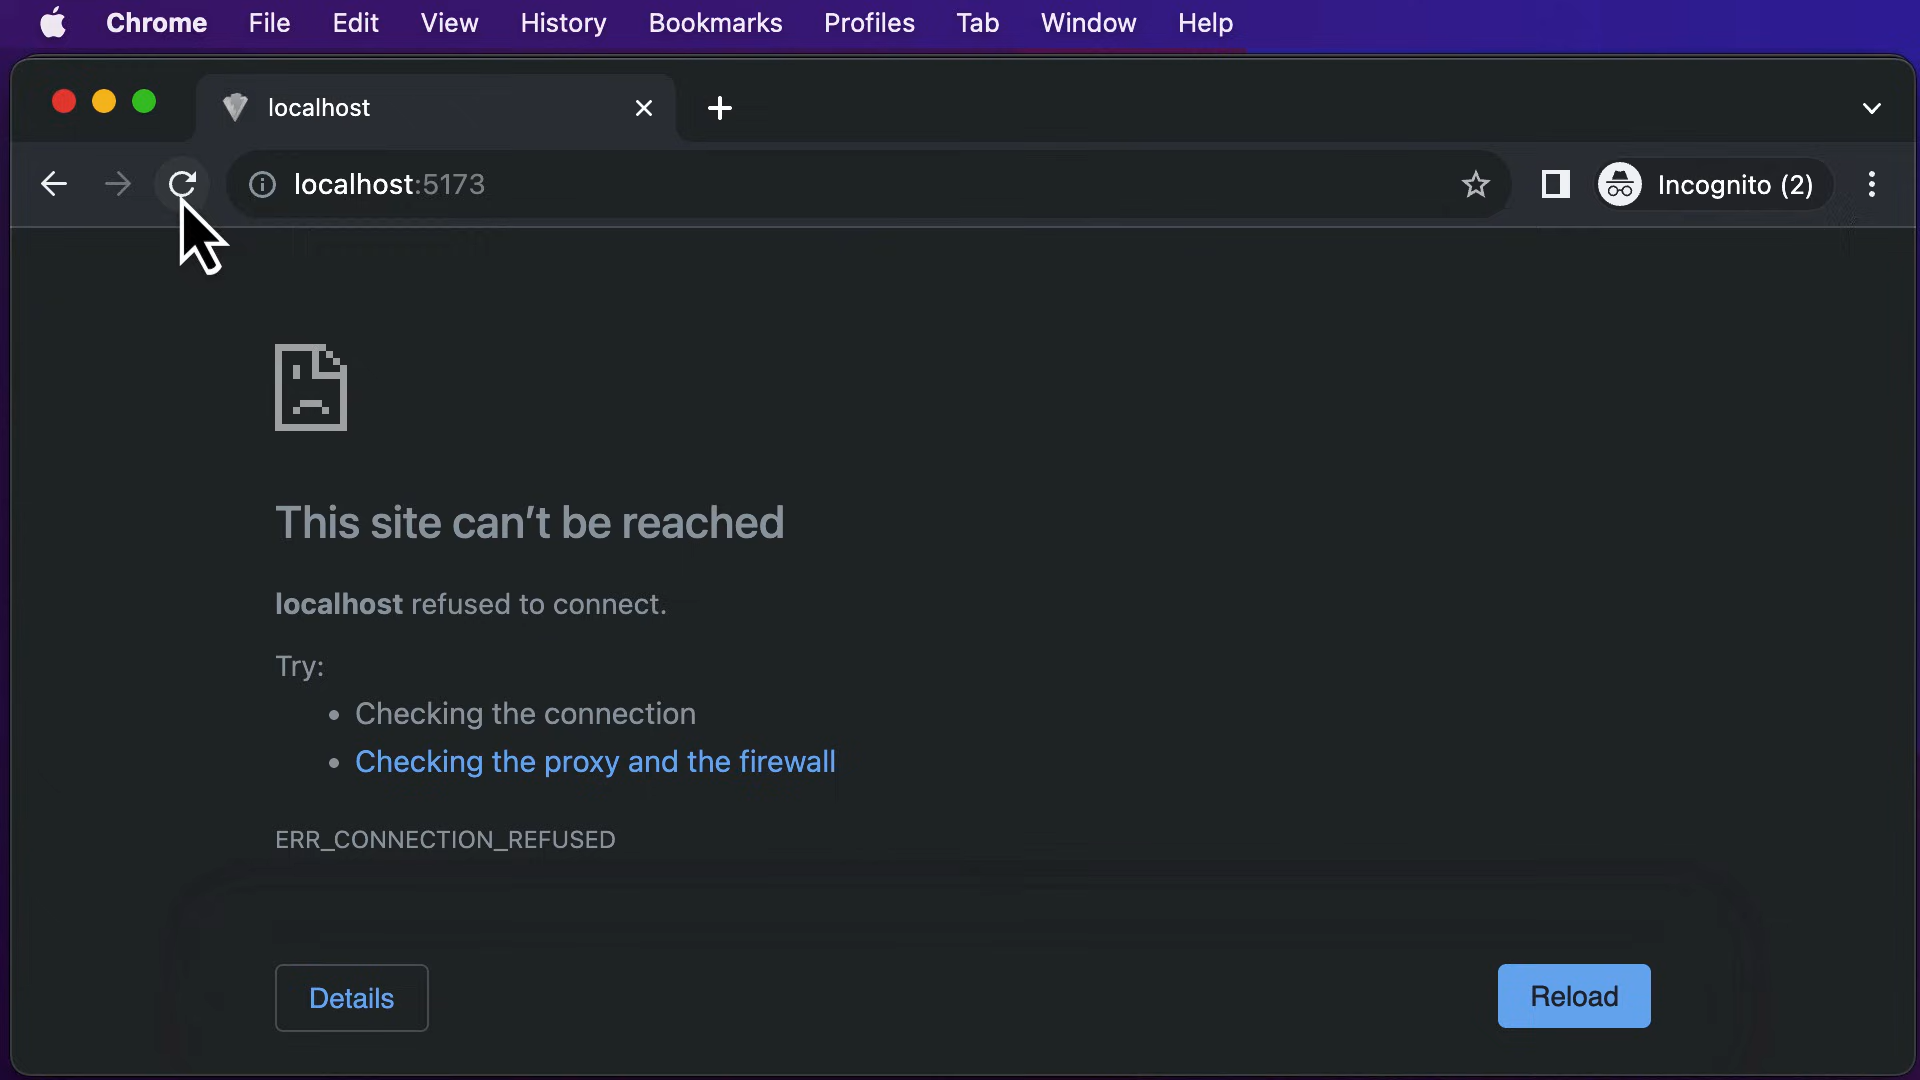 Chrome File Edit View History Bookmarks Profiles Tab Window Help
localhost
localhost:5173
Incognito (2)
This site can’t be reached
localhost refused to connect.
Try:
• Checking the connection
• Checking the proxy and the firewall
ERR_CONNECTION_REFUSED
Details
Reload